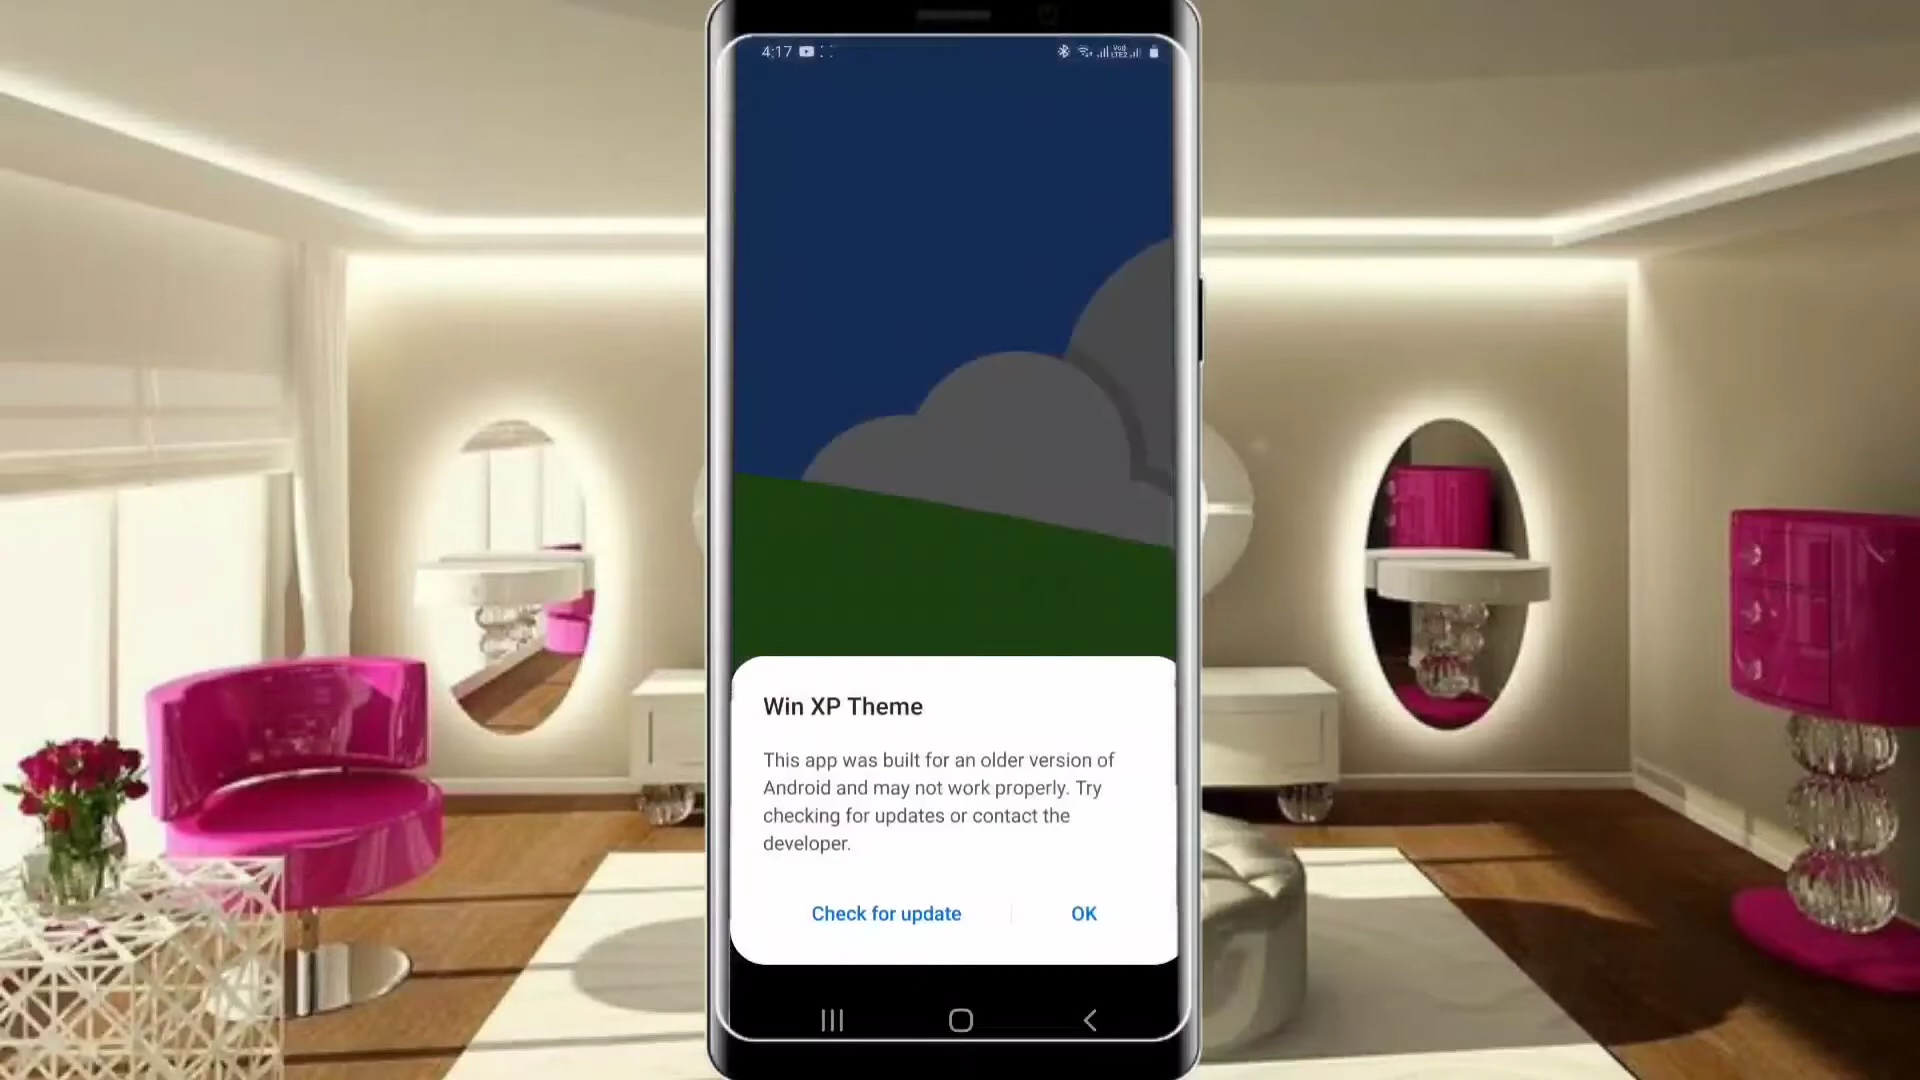 4:17
Win XP Theme
This app was built for an older version of
Android and may not work properly. Try
checking for updates or contact the
developer.
Check for update
OK